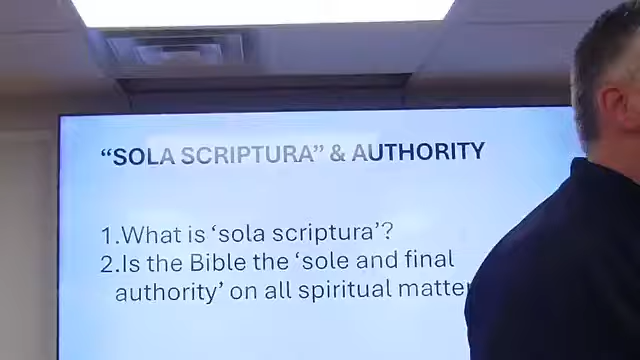 “SOLA SCRIPTURA” & AUTHORITY
1.What is ‘sola scriptura’?
2.Is the Bible the ‘sole and final
authority’ on all spiritual matter